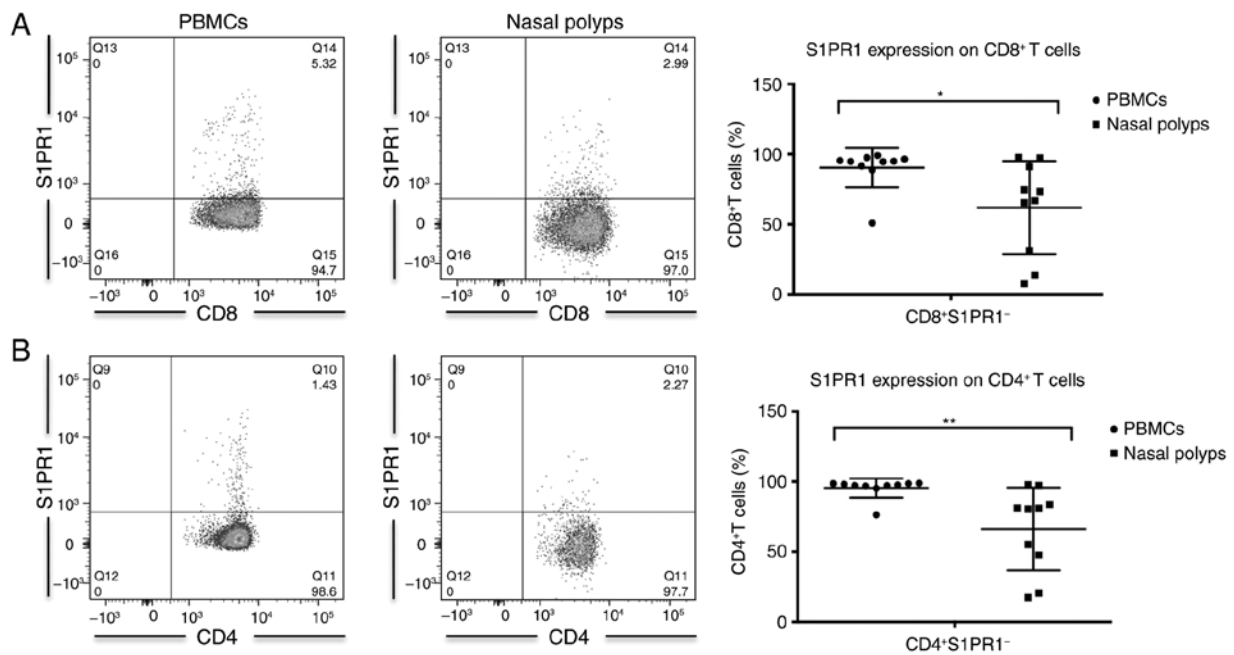 A
PBMCs
Q13
0
Q14
5.32
10⁵
10⁴
10³
0
−10³
S1PR1
Q16
0
Q15
94.7
−10³ 0 10³ 10⁴ 10⁵
CD8
Nasal polyps
Q13
0
Q14
2.99
10⁵
10⁴
10³
0
−10³
S1PR1
Q16
0
Q15
97.0
−10³ 0 10³ 10⁴ 10⁵
CD8
S1PR1 expression on CD8⁺ T cells
150
100
50
0
CD8⁺T cells (%)
*
PBMCs
Nasal polyps
CD8⁺S1PR1⁻
B
Q9
0
Q10
1.43
10⁵
10⁴
10³
0
−10³
S1PR1
Q12
0
Q11
98.6
−10³ 0 10³ 10⁴ 10⁵
CD4
Q9
0
Q10
2.27
10⁵
10⁴
10³
0
−10³
S1PR1
Q12
0
Q11
97.7
−10³ 0 10³ 10⁴ 10⁵
CD4
S1PR1 expression on CD4⁺ T cells
150
100
50
0
CD4⁺T cells (%)
**
PBMCs
Nasal polyps
CD4⁺S1PR1⁻